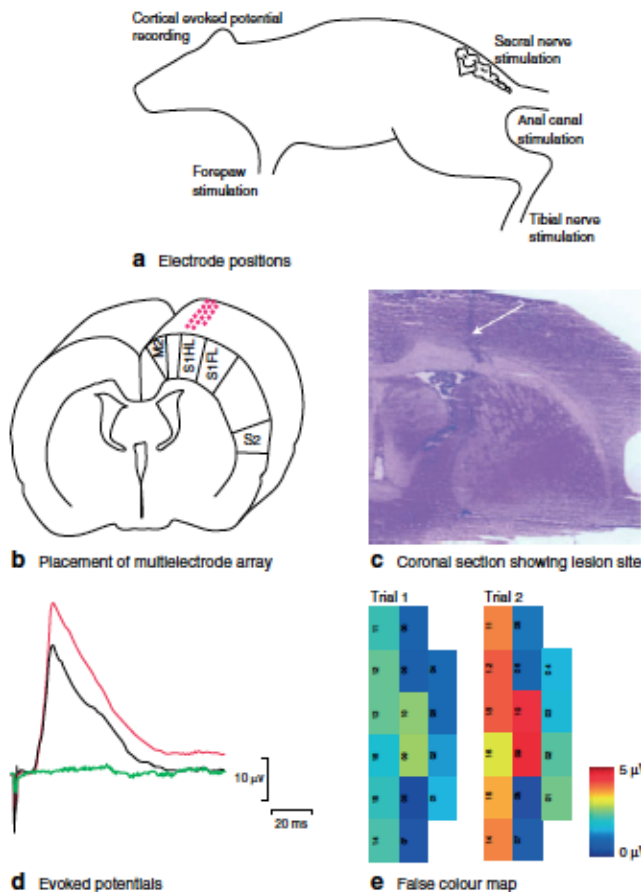 Cortical evoked potential
recording
Sacral nerve
stimulation
Anal canal
stimulation
Forepaw
stimulation
Tibial nerve
stimulation
a Electrode positions
M2
S1HL
S1FL
S2
b Placement of multielectrode array
c Coronal section showing lesion site
Trial 1
Trial 2
10 µV
20 ms
5 µV
0 µV
d Evoked potentials
e False colour map